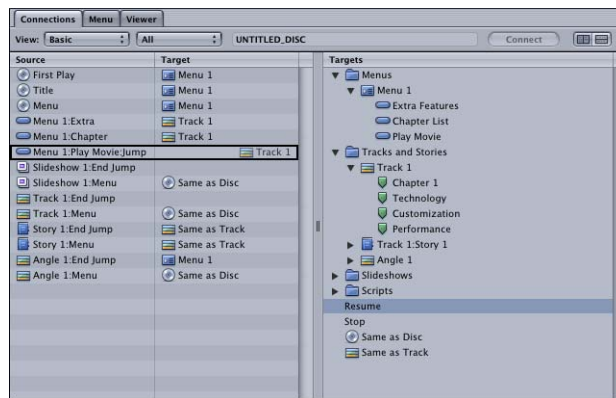 Connections Menu Viewer
View: Basic All UNTITLED_DISC Connect
Source Target
First Play Menu 1
Title Menu 1
Menu Menu 1
Menu 1:Extra Track 1
Menu 1:Chapter Track 1
Menu 1:Play Movie:Jump Track 1
Slideshow 1:End Jump
Slideshow 1:Menu Same as Disc
Track 1:End Jump
Track 1:Menu Same as Disc
Story 1:End Jump Same as Track
Story 1:Menu Same as Track
Angle 1:End Jump Menu 1
Angle 1:Menu Same as Disc
Targets
Menus
Menu 1
Extra Features
Chapter List
Play Movie
Tracks and Stories
Track 1
Chapter 1
Technology
Customization
Performance
Track 1:Story 1
Angle 1
Slideshows
Scripts
Resume
Stop
Same as Disc
Same as Track